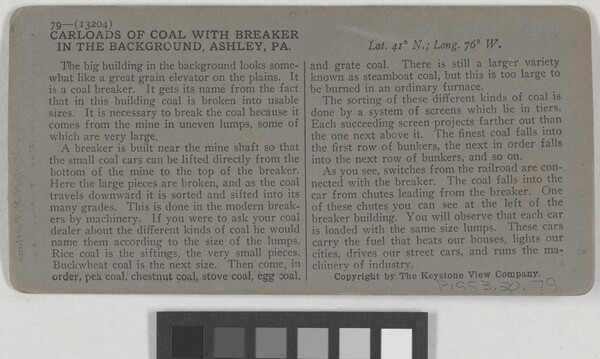 79—(13204)
CARLOADS OF COAL WITH BREAKER
IN THE BACKGROUND, ASHLEY, PA.
The big building in the background looks some-
what like a great grain elevator on the plains. It
is a coal breaker. It gets its name from the fact
that in this building coal is broken into usable
sizes. It is necessary to break the coal because it
comes from the mine in uneven lumps, some of
which are very large.
A breaker is built near the mine shaft so that
the small coal cars can be lifted directly from the
bottom of the mine to the top of the breaker.
Here the large pieces are broken, and as the coal
travels downward it is sorted and sifted into its
many grades. This is done in the modern break-
ers by machinery. If you were to ask your coal
dealer about the different kinds of coal he would
name them according to the size of the lumps.
Rice coal is the siftings, the very small pieces.
Buckwheat coal is the next size. Then come, in
order, pea coal, chestnut coal, stove coal, egg coal,
Lat. 41° N.; Long. 76° W.
and grate coal. There is still a larger variety
known as steamboat coal, but this is too large to
be burned in an ordinary furnace.
The sorting of these different kinds of coal is
done by a system of screens which lie in tiers.
Each succeeding screen projects farther out than
the one next above it. The finest coal falls into
the first row of bunkers, the next in order falls
into the next row of bunkers, and so on.
As you see, switches from the railroad are con-
nected with the breaker. The coal falls into the
car from chutes leading from the breaker. One
of these chutes you can see at the left of the
breaker building. You will observe that each car
is loaded with the same size lumps. These cars
carry the fuel that heats our houses, lights our
cities, drives our street cars, and runs the ma-
chinery of industry.
Copyright by The Keystone View Company.
P1993.30.79